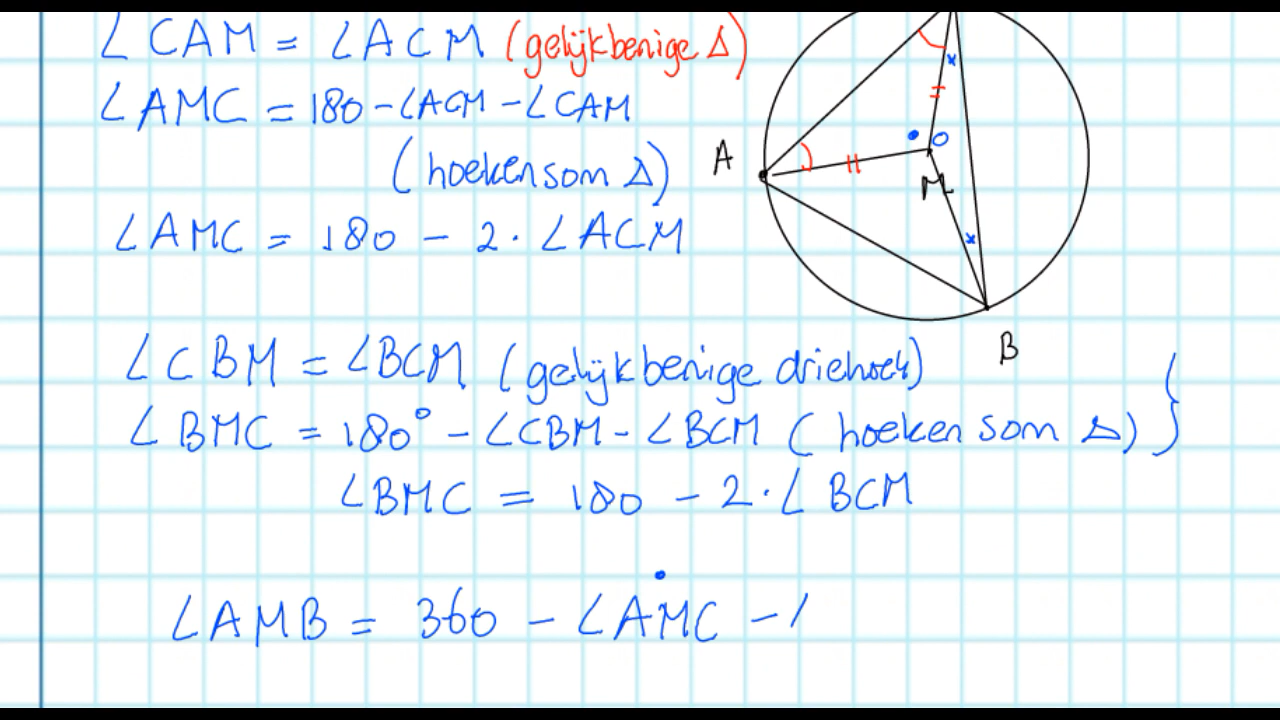 ∠CAM = ∠ACM (gelijkbenige Δ)
∠AMC = 180 - ∠ACM - ∠CAM
(hoekensom Δ)
∠AMC = 180 - 2 · ∠ACM
A
M
B
∠CBM = ∠BCM (gelijkbenige driehoek)
∠BMC = 180° - ∠CBM - ∠BCM (hoekensom Δ)
∠BMC = 180 - 2 · ∠BCM
∠AMB = 360 - ∠AMC -